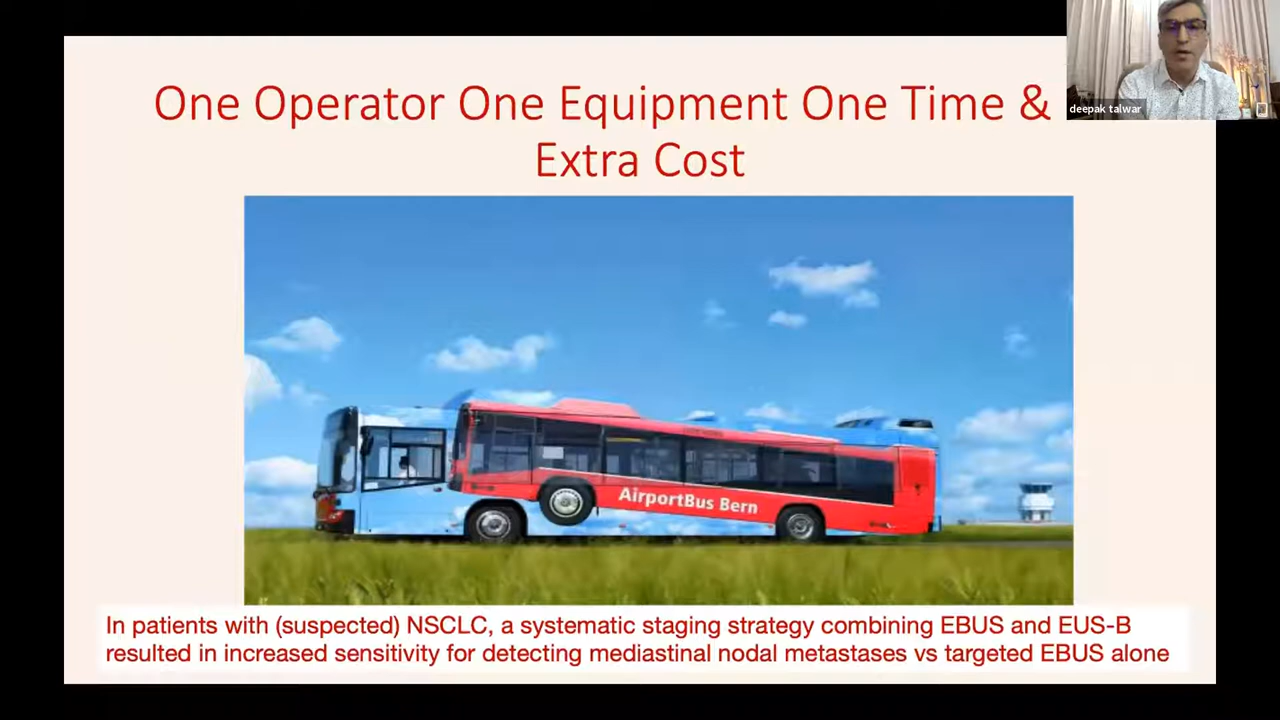 One Operator One Equipment One Time &
Extra Cost
deepak talwar
AirportBus Bern
In patients with (suspected) NSCLC, a systematic staging strategy combining EBUS and EUS-B
resulted in increased sensitivity for detecting mediastinal nodal metastases vs targeted EBUS alone